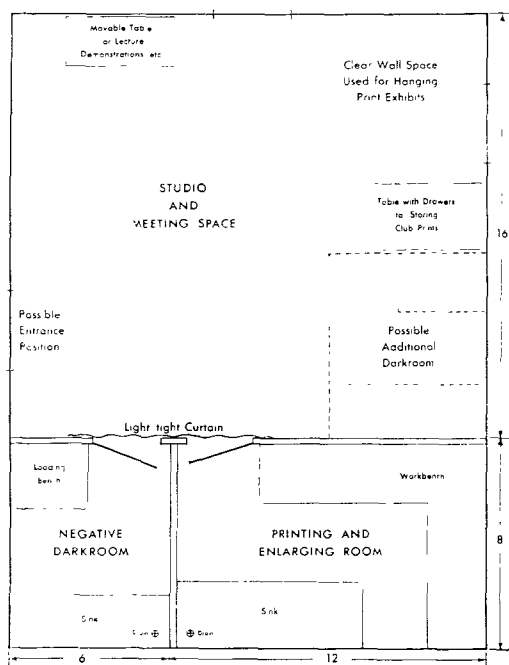 Movable Table
or Lecture
Demonstrations etc
Clear Wall Space
Used for Hanging
Print Exhibits
STUDIO
AND
MEETING SPACE
Table with Drawers
to Storing
Club Prints
16
Possible
Entrance
Position
Possible
Additional
Darkroom
Light tight Curtain
Loading
bench
Workbench
NEGATIVE
DARKROOM
PRINTING AND
ENLARGING ROOM
8
Sink
Drain
Drain
Sink
6
12